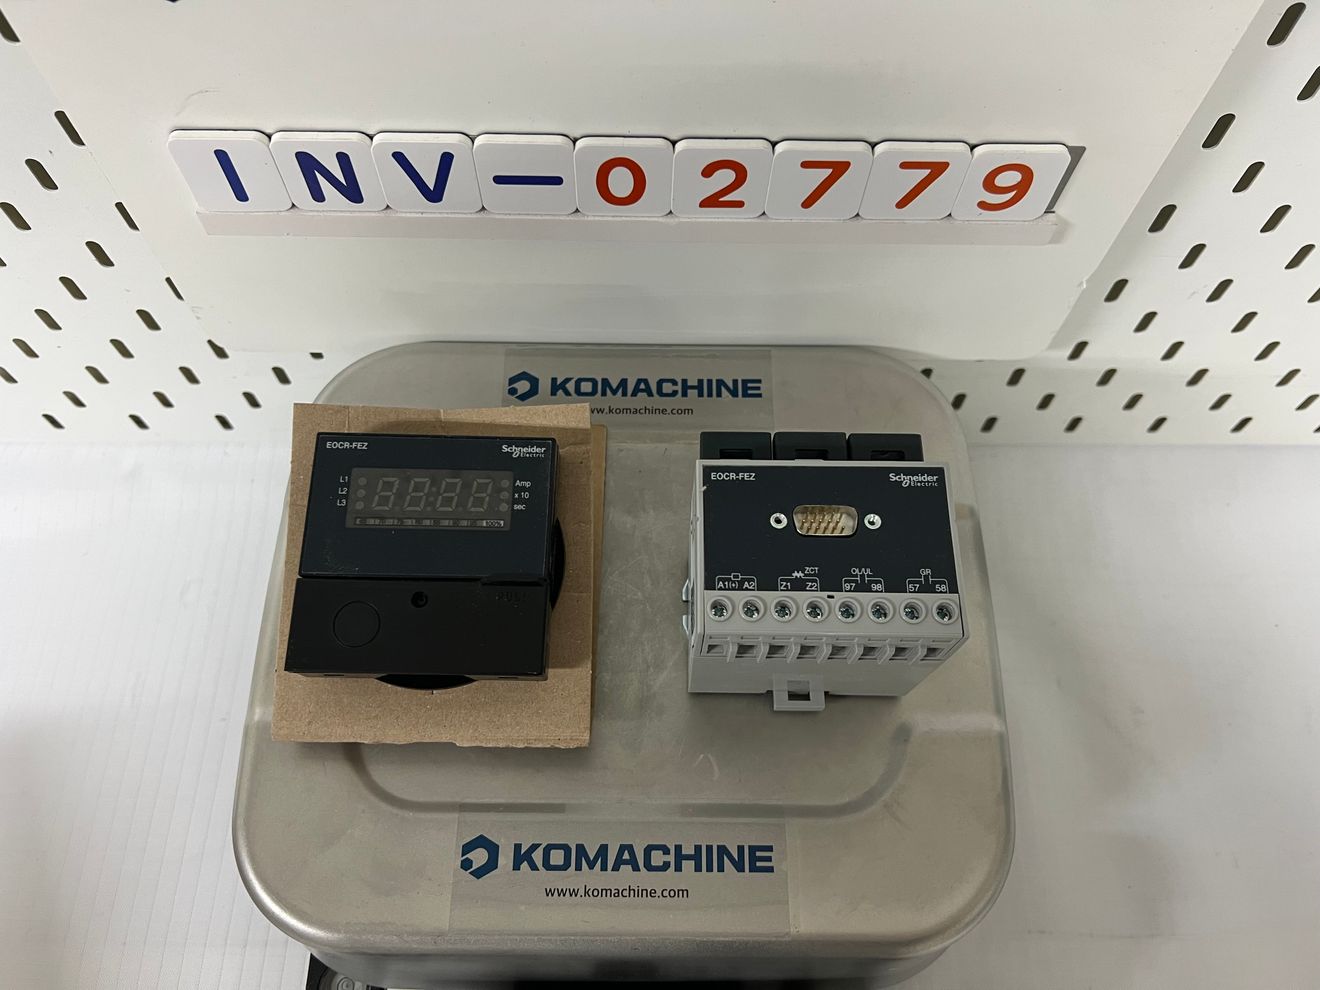 INV-02779
KOMACHINE
www.komachine.com
EOCR-FEZ
Schneider
Electric
L1
L2
L3
Amp
x 10
sec
100%
EOCR-FEZ
Schneider
Electric
ZCT
OL/UL
GR
A1(+) A2 Z1 Z2 97 98 57 58
KOMACHINE
www.komachine.com